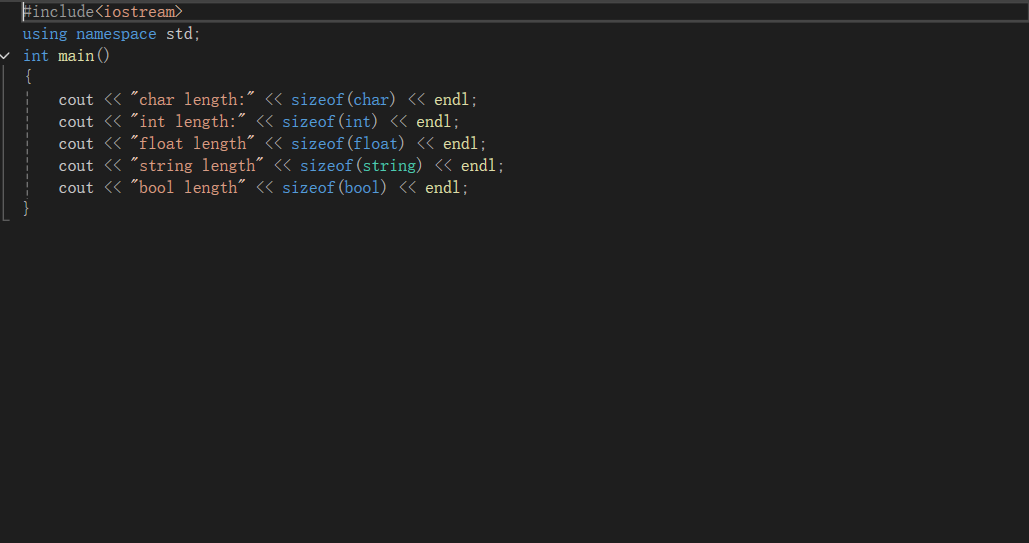 #include<iostream>
using namespace std;
int main()
{
cout << "char length:" << sizeof(char) << endl;
cout << "int length:" << sizeof(int) << endl;
cout << "float length" << sizeof(float) << endl;
cout << "string length" << sizeof(string) << endl;
cout << "bool length" << sizeof(bool) << endl;
}